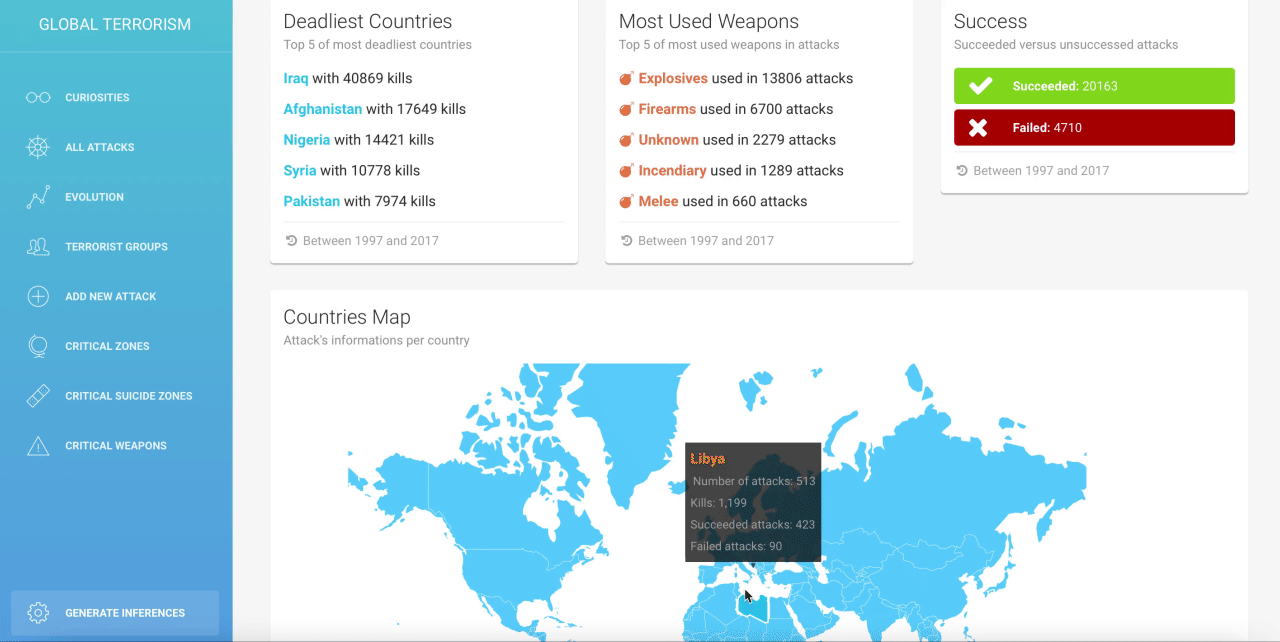 GLOBAL TERRORISM
CURIOSITIES
ALL ATTACKS
EVOLUTION
TERRORIST GROUPS
ADD NEW ATTACK
CRITICAL ZONES
CRITICAL SUICIDE ZONES
CRITICAL WEAPONS
GENERATE INFERENCES
Deadliest Countries
Top 5 of most deadliest countries
Iraq with 40869 kills
Afghanistan with 17649 kills
Nigeria with 14421 kills
Syria with 10778 kills
Pakistan with 7974 kills
Between 1997 and 2017
Most Used Weapons
Top 5 of most used weapons in attacks
Explosives used in 13806 attacks
Firearms used in 6700 attacks
Unknown used in 2279 attacks
Incendiary used in 1289 attacks
Melee used in 660 attacks
Between 1997 and 2017
Success
Succeeded versus unsuccessed attacks
Succeeded: 20163
Failed: 4710
Between 1997 and 2017
Countries Map
Attack's informations per country
Libya
Number of attacks: 513
Kills: 1,199
Succeeded attacks: 423
Failed attacks: 90